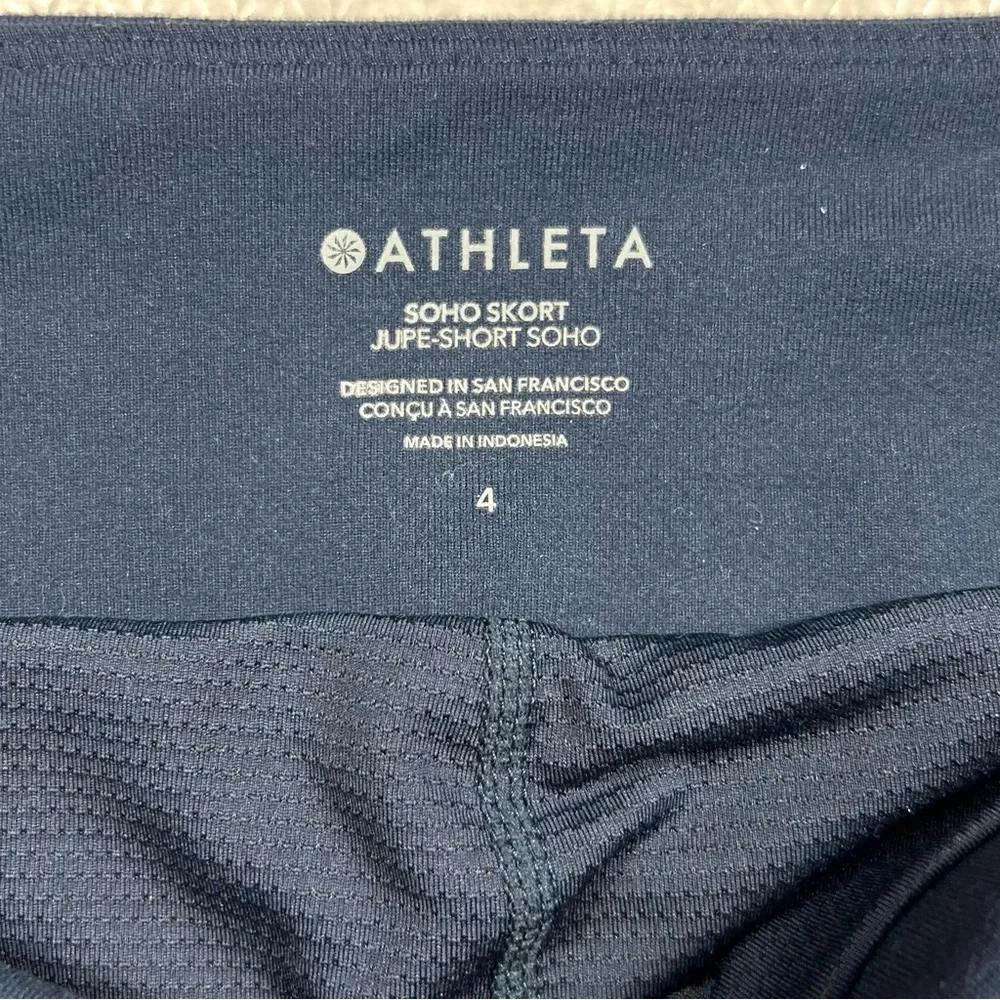 ATHLETA
SOHO SKORT
JUPE-SHORT SOHO
DESIGNED IN SAN FRANCISCO
CONÇU À SAN FRANCISCO
MADE IN INDONESIA
4